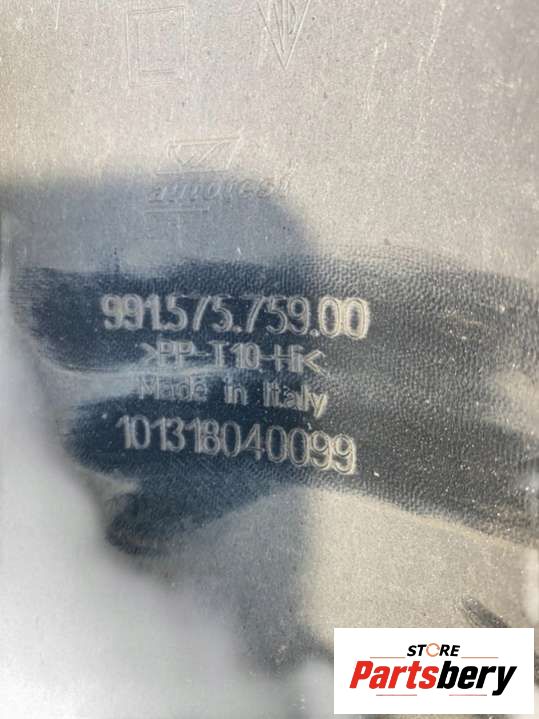 991.575.759.00
>PP-T10-HI<
Made in Italy
101318040099
STORE
Partsbery